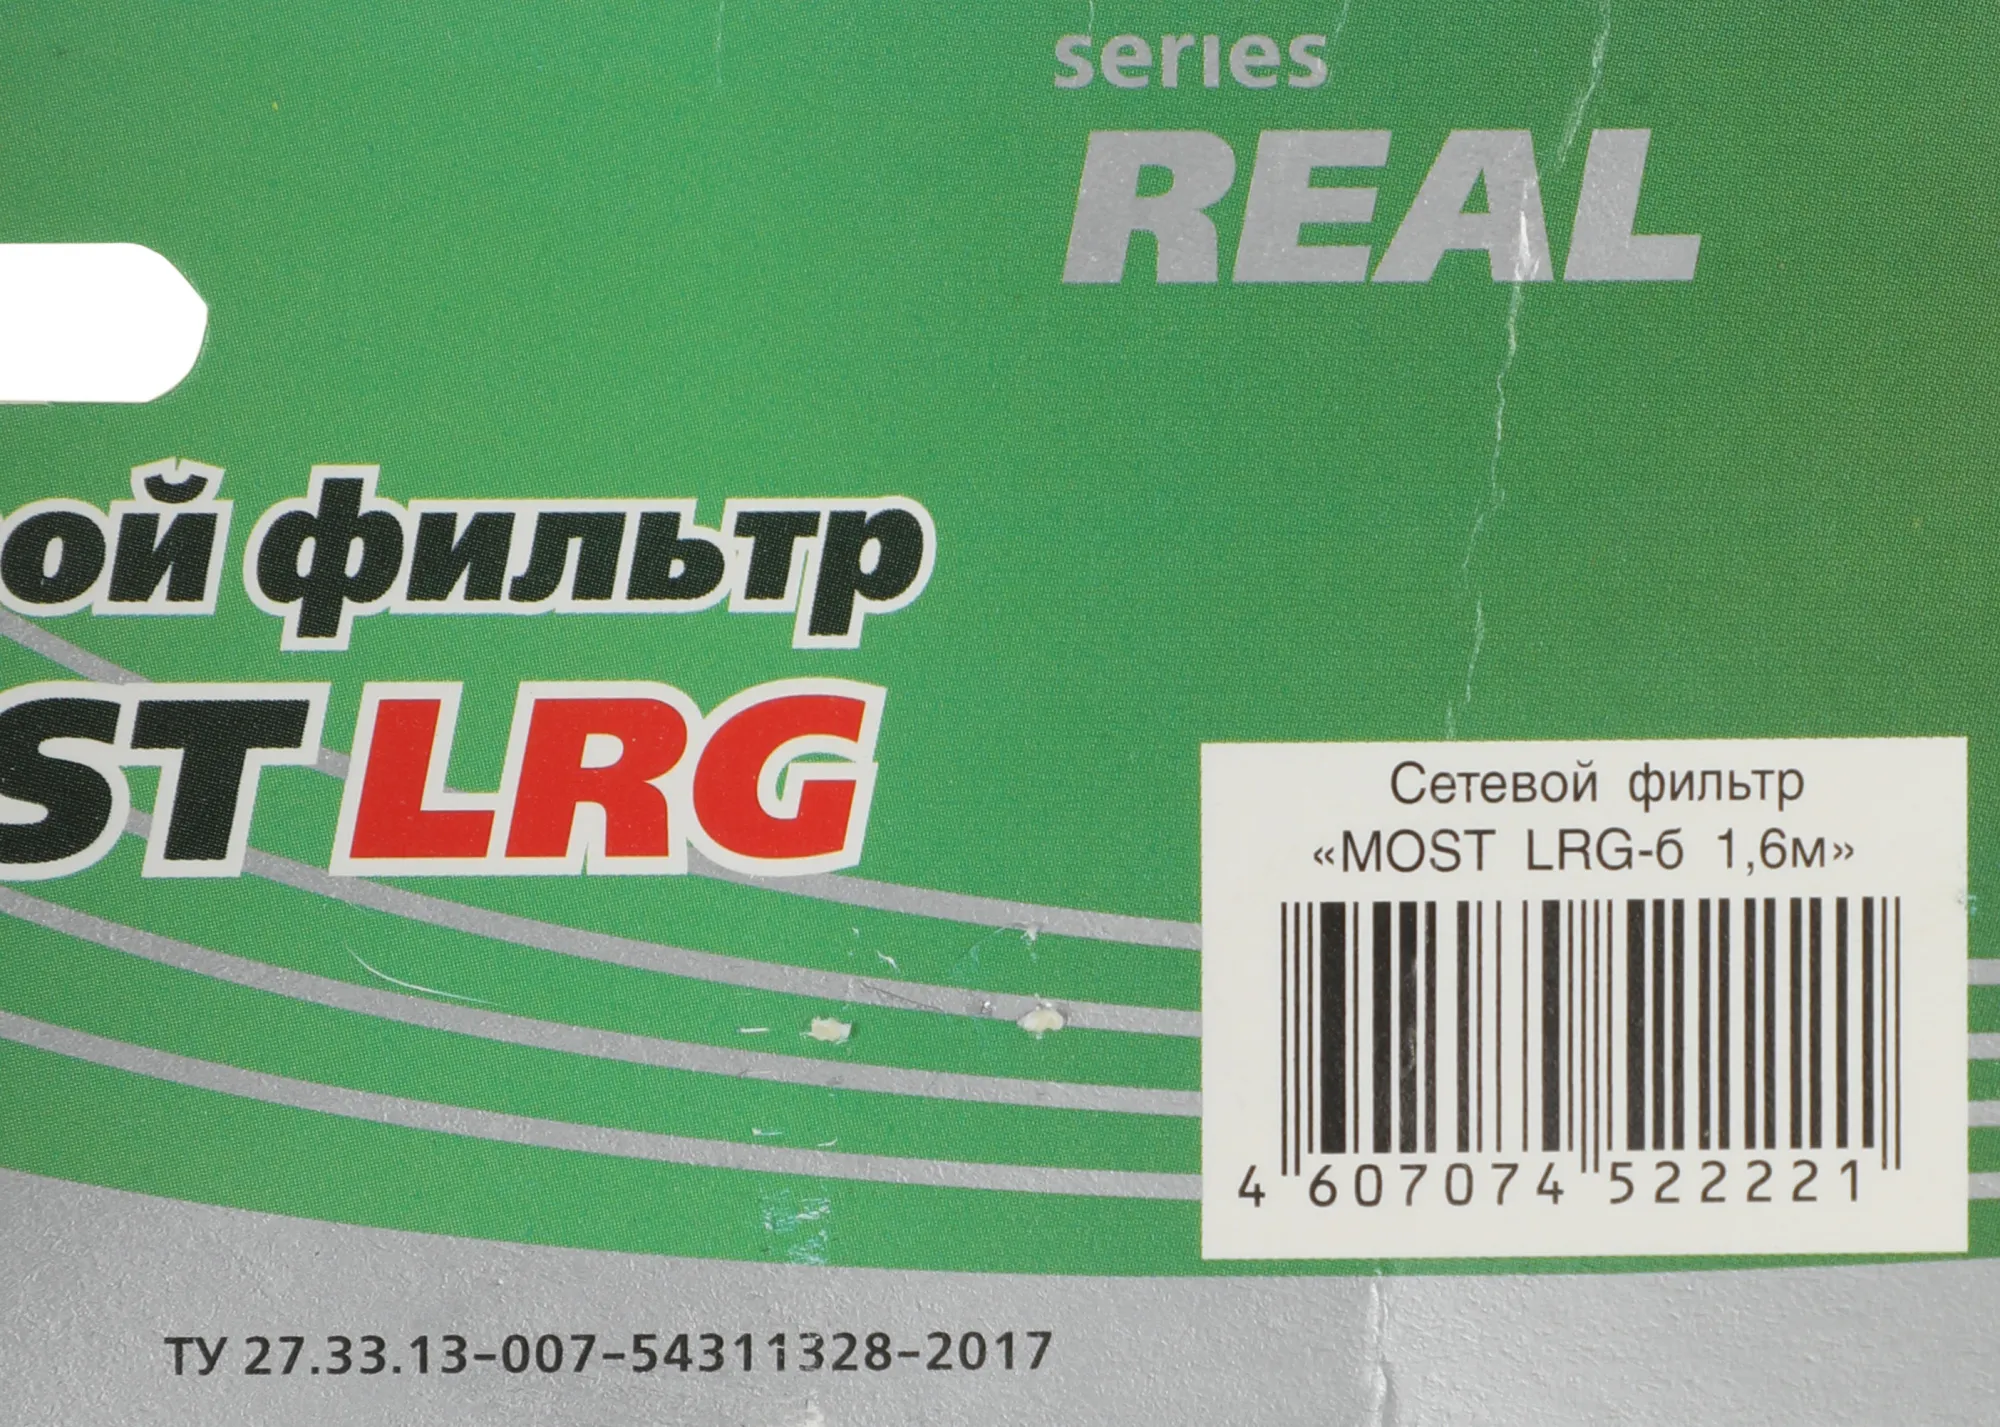 series
REAL
ой фильтр
ST LRG
Сетевой фильтр
«MOST LRG-б 1,6м»
4 607074 522221
ТУ 27.33.13-007-54311328-2017